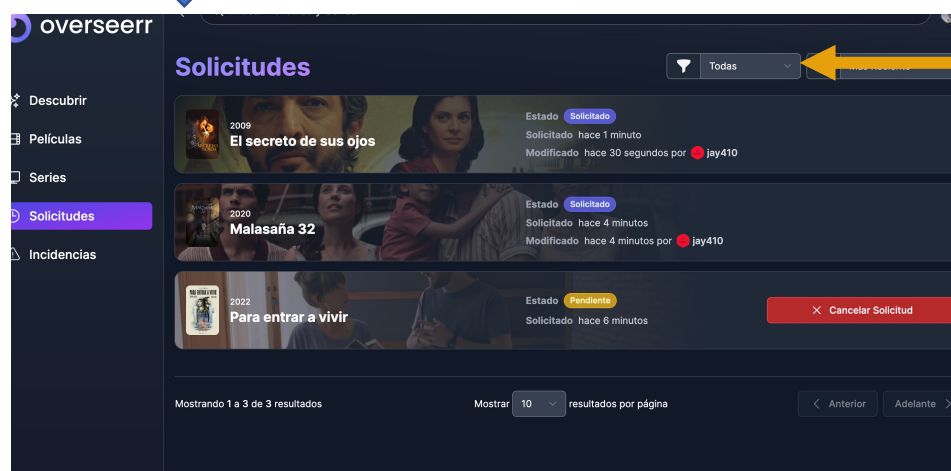 overseerr
Solicitudes
Todas
Descubrir
Películas
Series
Solicitudes
Incidencias
2009
El secreto de sus ojos
Estado Solicitado
Solicitado hace 1 minuto
Modificado hace 30 segundos por jay410
2020
Malasaña 32
Estado Solicitado
Solicitado hace 4 minutos
Modificado hace 4 minutos por jay410
2022
Para entrar a vivir
Estado Pendiente
Solicitado hace 6 minutos
Cancelar Solicitud
Mostrando 1 a 3 de 3 resultados
Mostrar 10 resultados por página
Anterior
Adelante